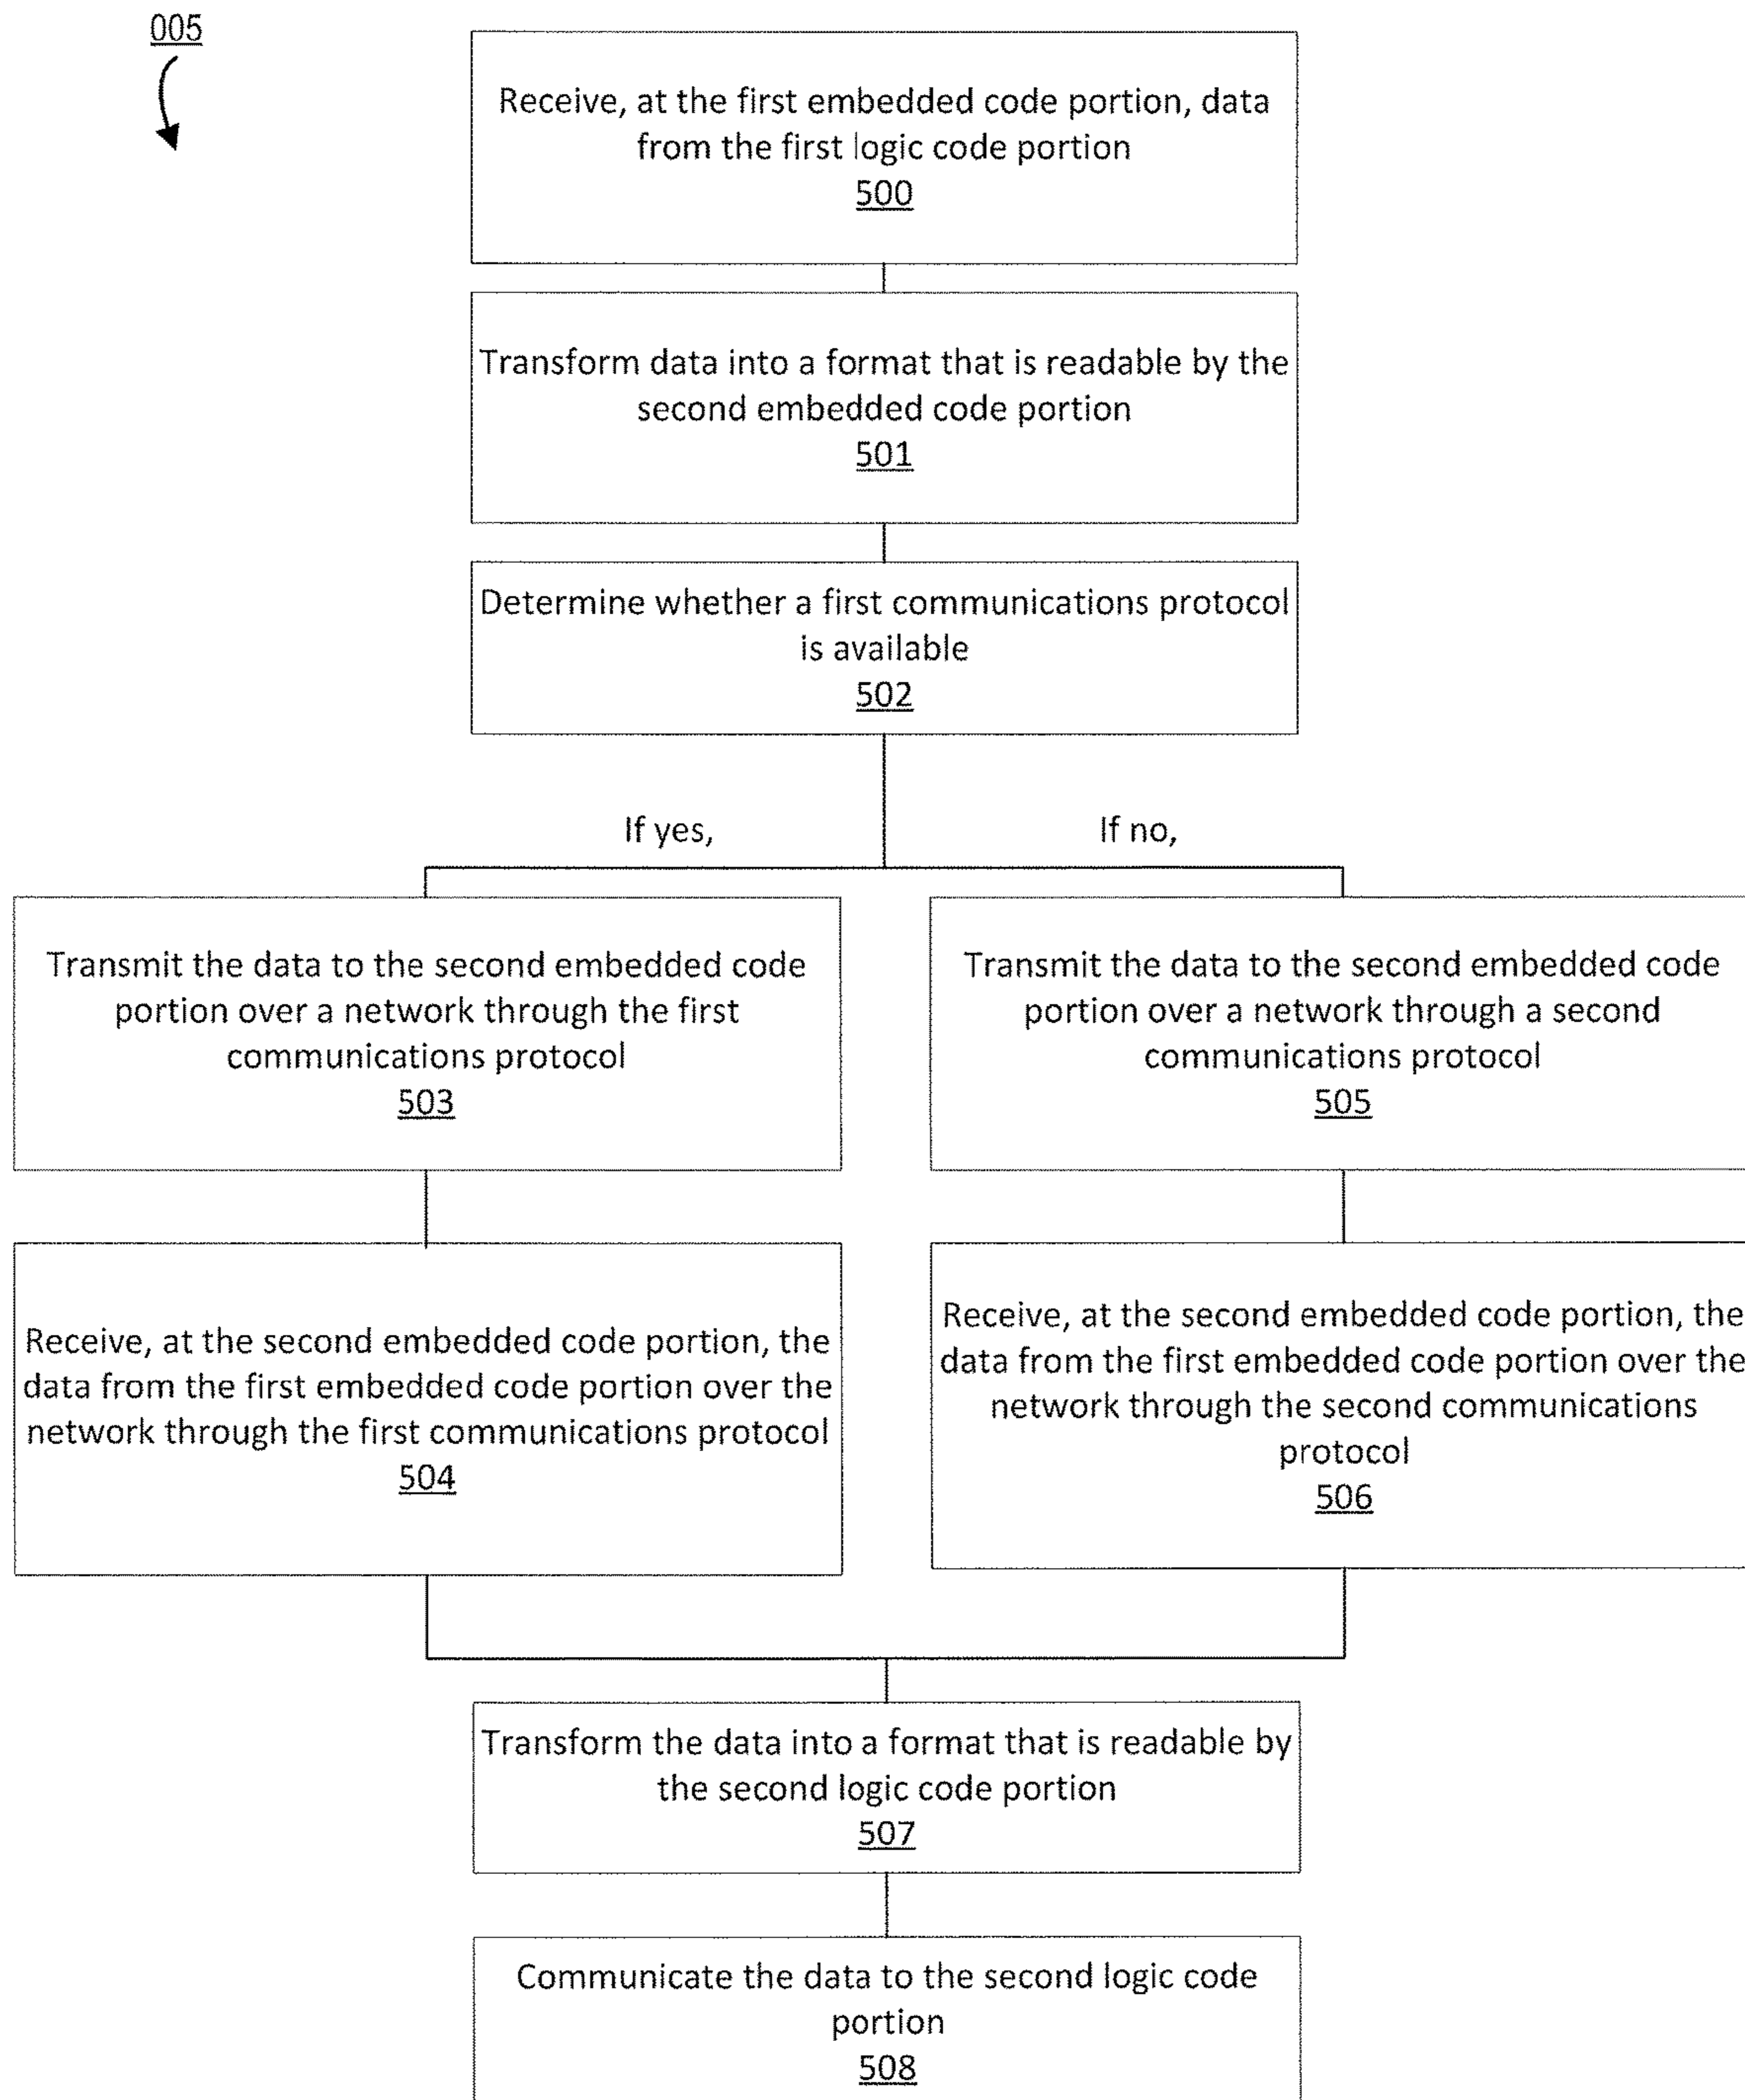 005
Receive, at the first embedded code portion, data
from the first logic code portion
500
Transform data into a format that is readable by the
second embedded code portion
501
Determine whether a first communications protocol
is available
502
If yes,
If no,
Transmit the data to the second embedded code
portion over a network through the first
communications protocol
503
Transmit the data to the second embedded code
portion over a network through a second
communications protocol
505
Receive, at the second embedded code portion, the
data from the first embedded code portion over the
network through the first communications protocol
504
Receive, at the second embedded code portion, the
data from the first embedded code portion over the
network through the second communications
protocol
506
Transform the data into a format that is readable by
the second logic code portion
507
Communicate the data to the second logic code
portion
508